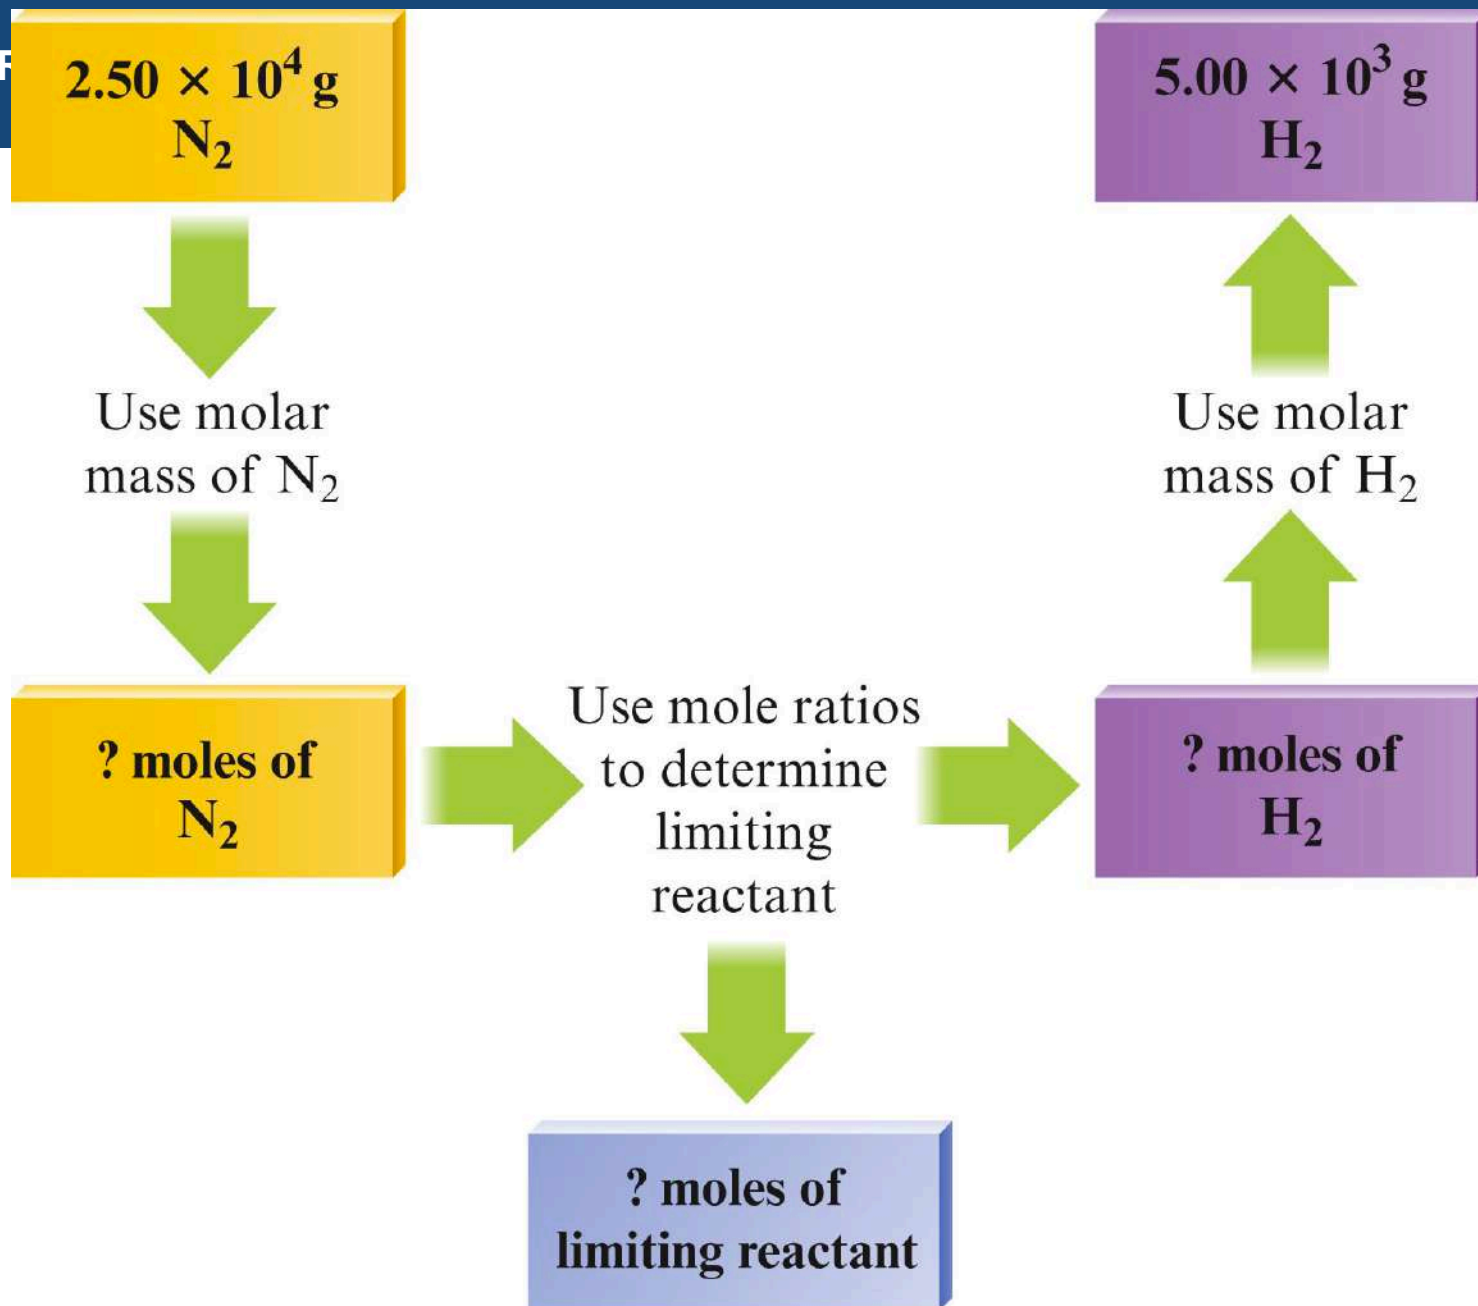 R
2.50 × 10⁴ g
N₂
5.00 × 10³ g
H₂
Use molar
mass of N₂
Use molar
mass of H₂
? moles of
N₂
Use mole ratios
to determine
limiting
reactant
? moles of
H₂
? moles of
limiting reactant